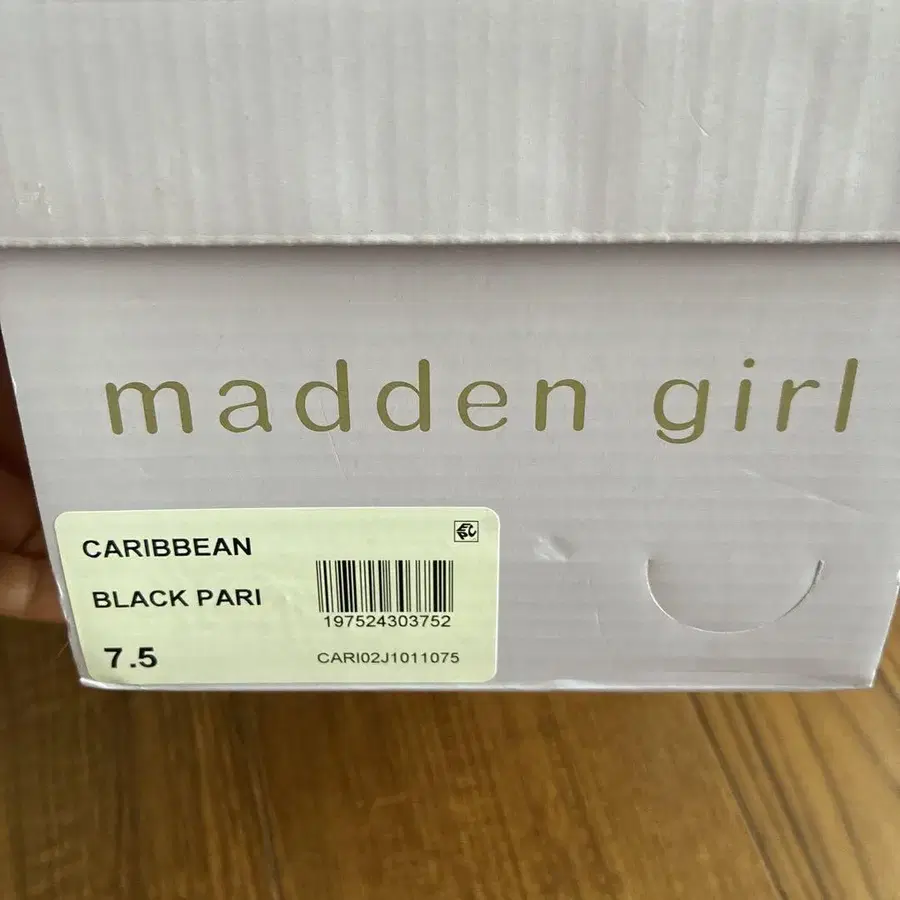 madden girl
CARIBBEAN
BLACK PARI
197524303752
7.5
CARI02J1011075